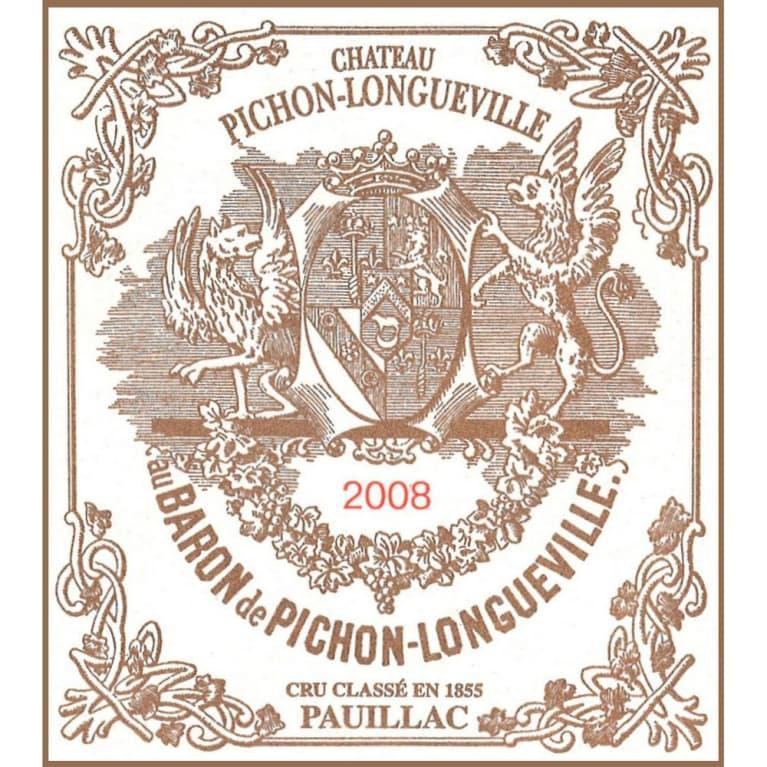 CHATEAU
PICHON-LONGUEVILLE
2008
au BARON de PICHON-LONGUEVILLE.
CRU CLASSÉ EN 1855
PAUILLAC